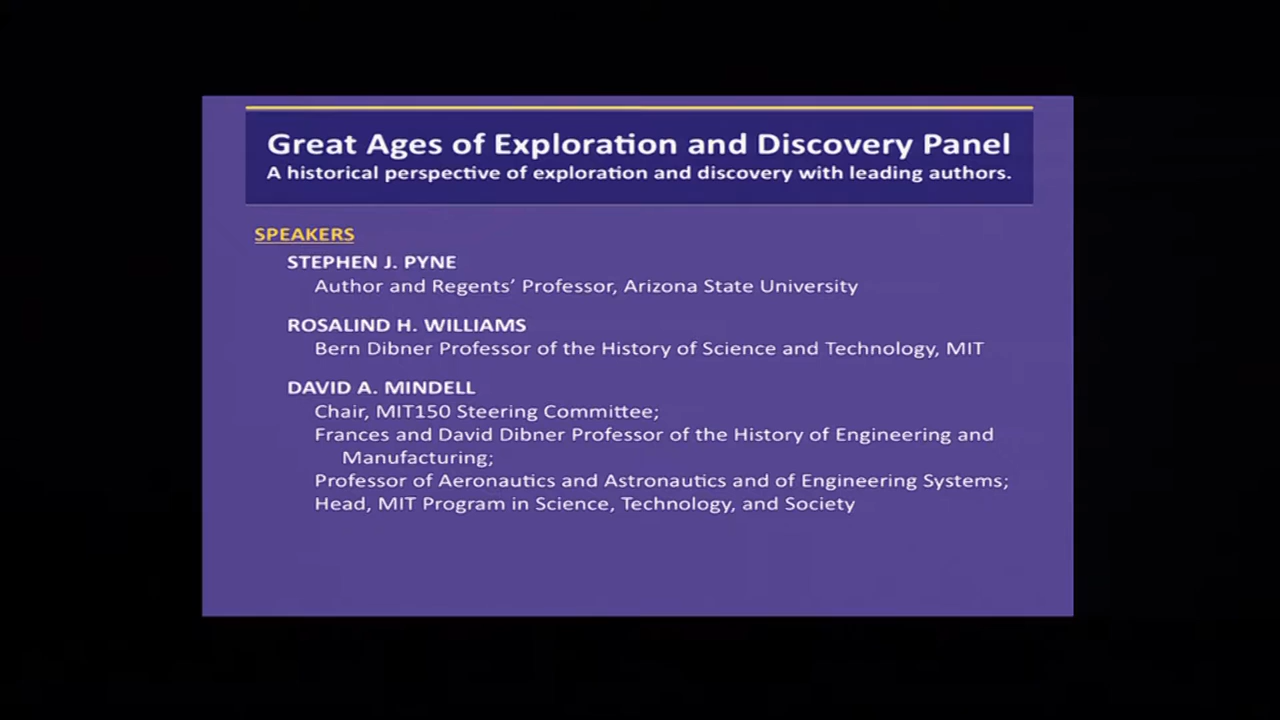 Great Ages of Exploration and Discovery Panel
A historical perspective of exploration and discovery with leading authors.
SPEAKERS
STEPHEN J. PYNE
Author and Regents’ Professor, Arizona State University
ROSALIND H. WILLIAMS
Bern Dibner Professor of the History of Science and Technology, MIT
DAVID A. MINDELL
Chair, MIT150 Steering Committee;
Frances and David Dibner Professor of the History of Engineering and
Manufacturing;
Professor of Aeronautics and Astronautics and of Engineering Systems;
Head, MIT Program in Science, Technology, and Society